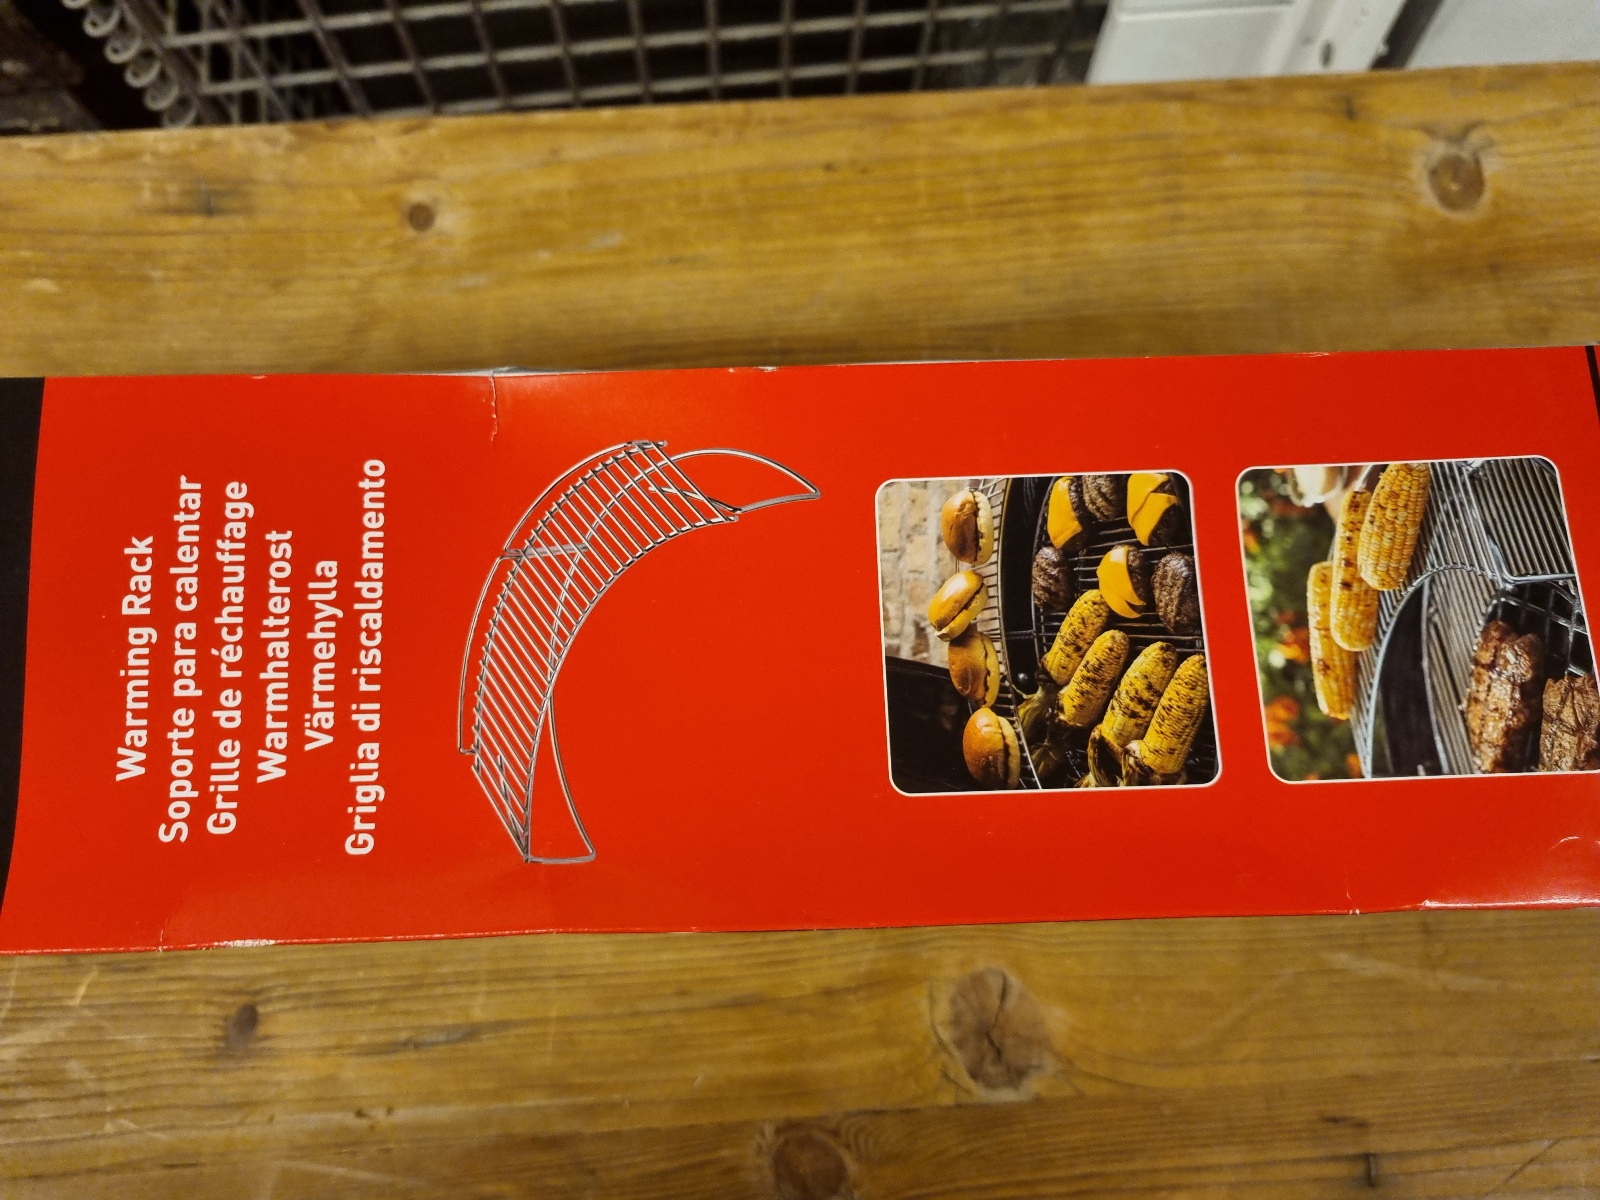 Warming Rack
Soporte para calentar
Grille de réchauffage
Warmhalterost
Värmehylla
Griglia di riscaldamento